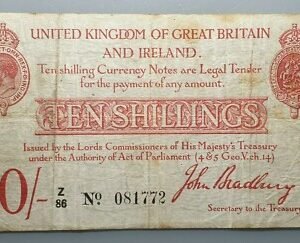 UNITED KINGDOM OF GREAT BRITAIN
AND IRELAND.
Ten shilling Currency Notes are Legal Tender
for the payment of any amount.
TEN SHILLINGS
Issued by the Lords Commissioners of His Majesty's Treasury
under the Authority of Act of Parliament (4 & 5 Geo. V. ch. 14)
0/- Z
86 No 081772
John Bradbury
Secretary to the Treasury